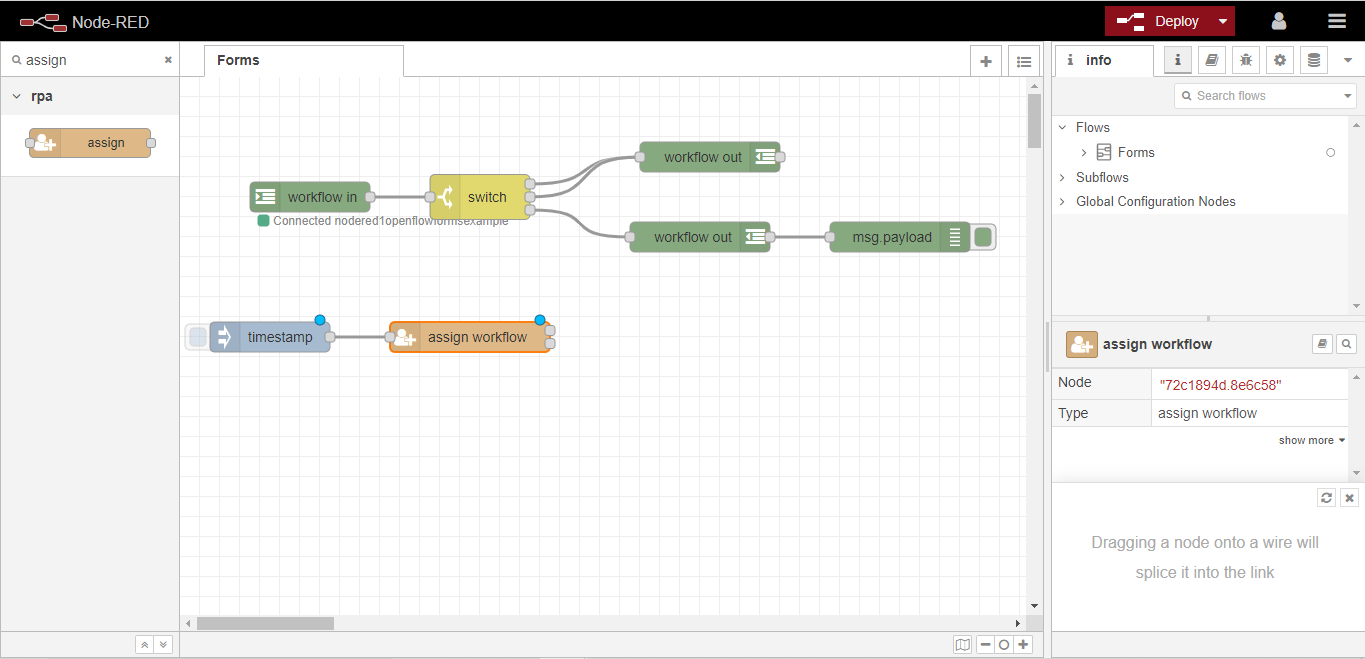 Node-RED
Deploy
assign
rpa
assign
Forms
workflow in
Connected nodered1openflowformsexample
switch
workflow out
workflow out
msg.payload
timestamp
assign workflow
info
Search flows
Flows
Forms
Subflows
Global Configuration Nodes
assign workflow
Node "72c1894d.8e6c58"
Type assign workflow
show more
Dragging a node onto a wire will
splice it into the link